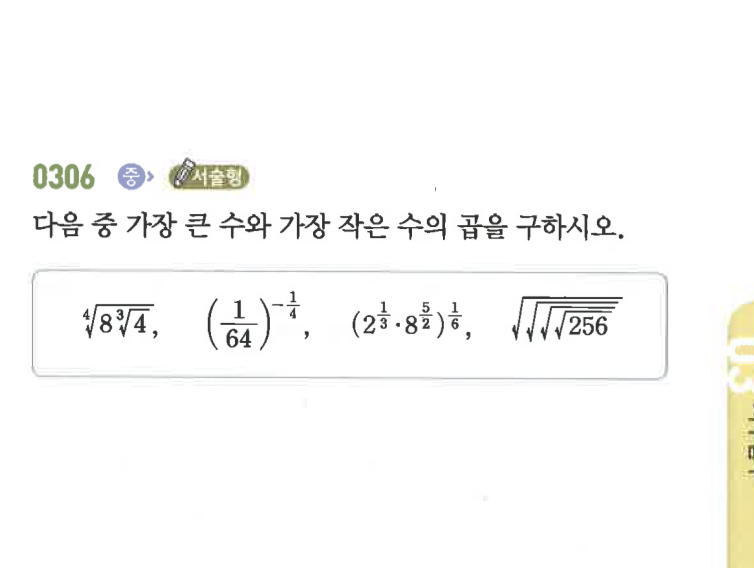 0306 중 서술형
다음 중 가장 큰 수와 가장 작은 수의 곱을 구하시오.
$\sqrt[4]{8\sqrt[3]{4}}$, $\left(\frac{1}{64}\right)^{-\frac{1}{4}}$, $(2^{\frac{1}{3}} \cdot 8^{\frac{5}{2}})^{\frac{1}{6}}$, $\sqrt{\sqrt{\sqrt{\sqrt{256}}}}$
03